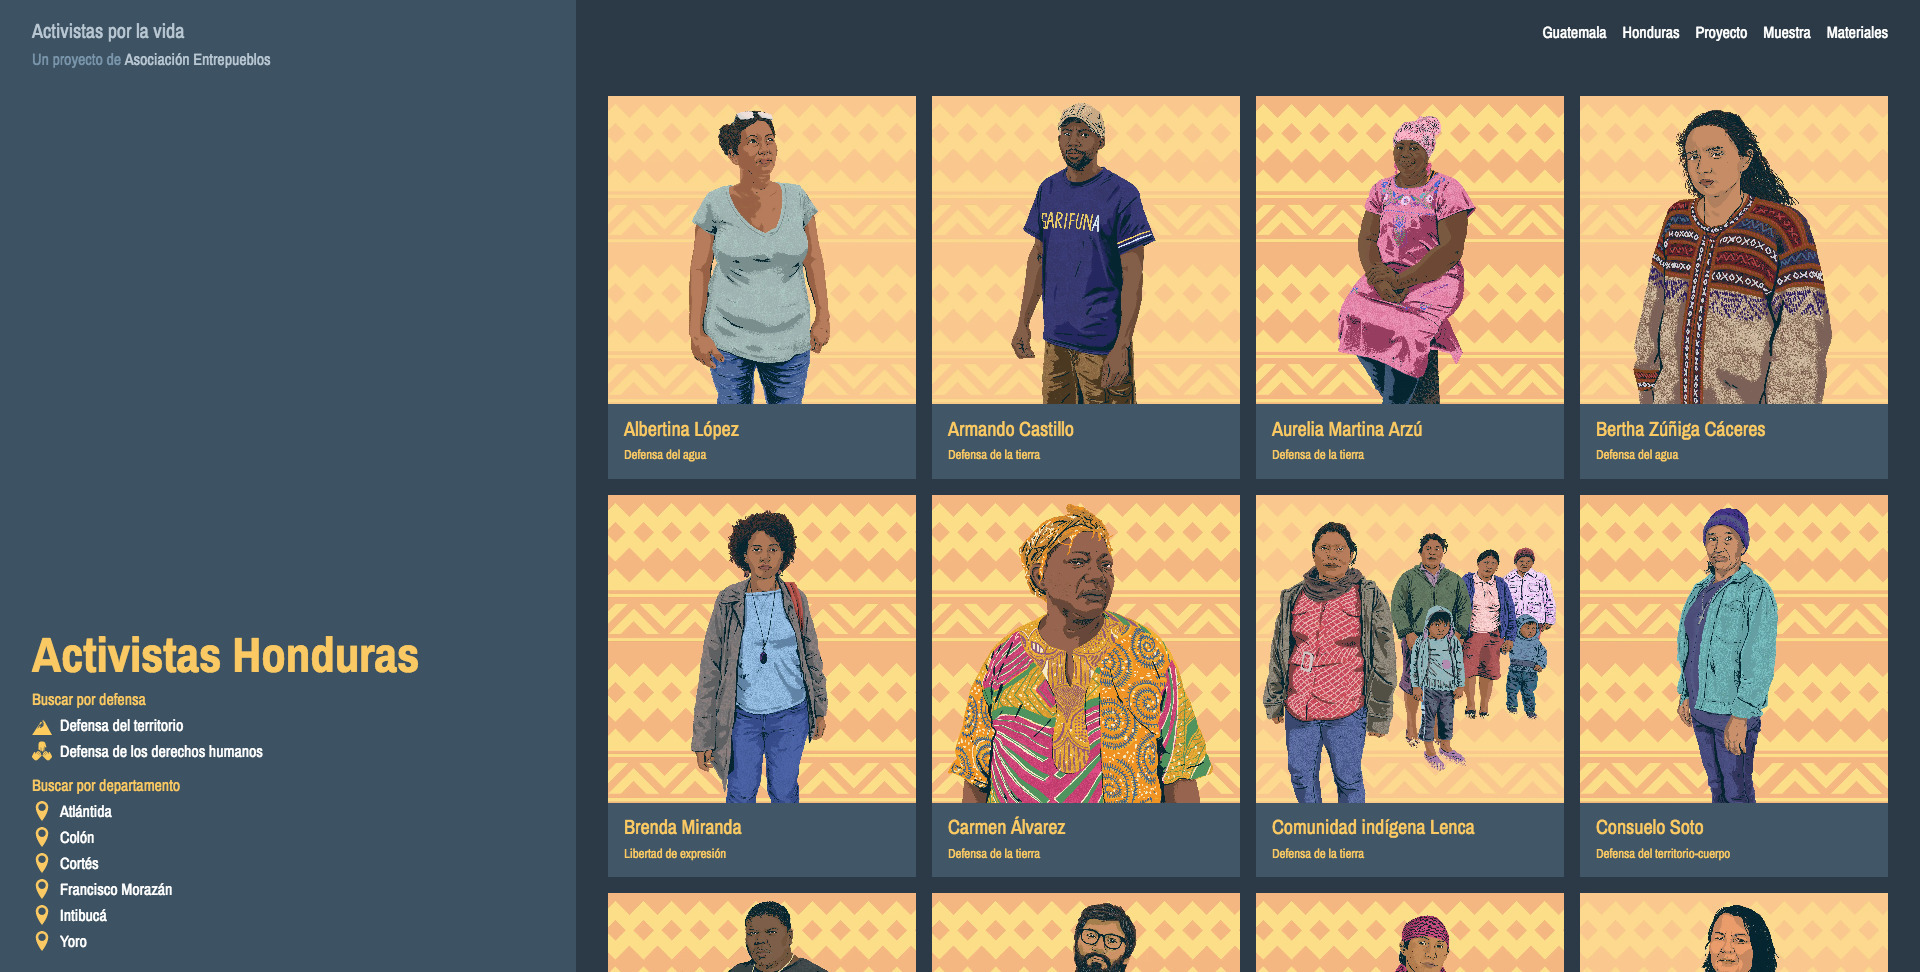 Activistas por la vida
Un proyecto de Asociación Entrepueblos
Guatemala Honduras Proyecto Muestra Materiales
GARIFUNA
Albertina López
Defensa del agua
Armando Castillo
Defensa de la tierra
Aurelia Martina Arzú
Defensa de la tierra
Bertha Zúñiga Cáceres
Defensa del agua
Brenda Miranda
Libertad de expresión
Carmen Álvarez
Defensa de la tierra
Comunidad indígena Lenca
Defensa de la tierra
Consuelo Soto
Defensa del territorio-cuerpo
Activistas Honduras
Buscar por defensa
Defensa del territorio
Defensa de los derechos humanos
Buscar por departamento
Atlántida
Colón
Cortés
Francisco Morazán
Intibucá
Yoro